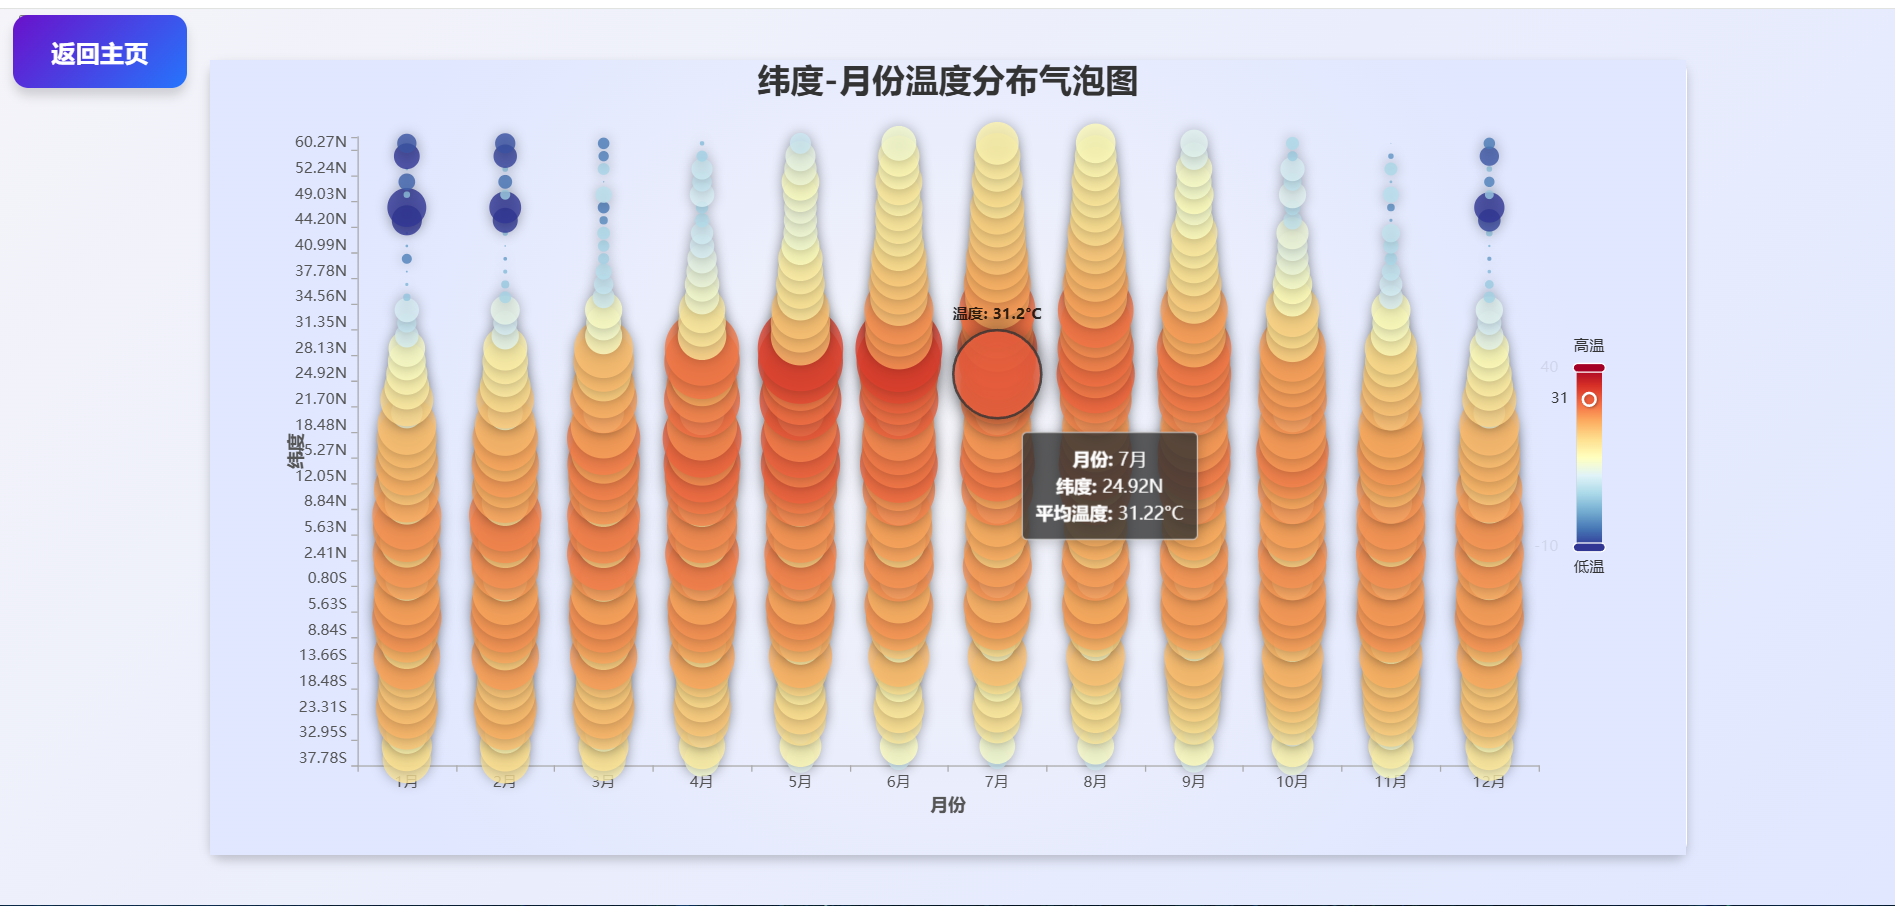 返回主页
纬度-月份温度分布气泡图
60.27N
52.24N
49.03N
44.20N
40.99N
37.78N
34.56N
31.35N
28.13N
24.92N
21.70N
18.48N
5.27N
12.05N
8.84N
5.63N
2.41N
0.80S
5.63S
8.84S
13.66S
18.48S
23.31S
32.95S
37.78S
纬度
温度: 31.2°C
月份: 7月
纬度: 24.92N
平均温度: 31.22°C
高温
40
31
-10
低温
1月
2月
3月
4月
5月
6月
7月
8月
9月
10月
11月
12月
月份